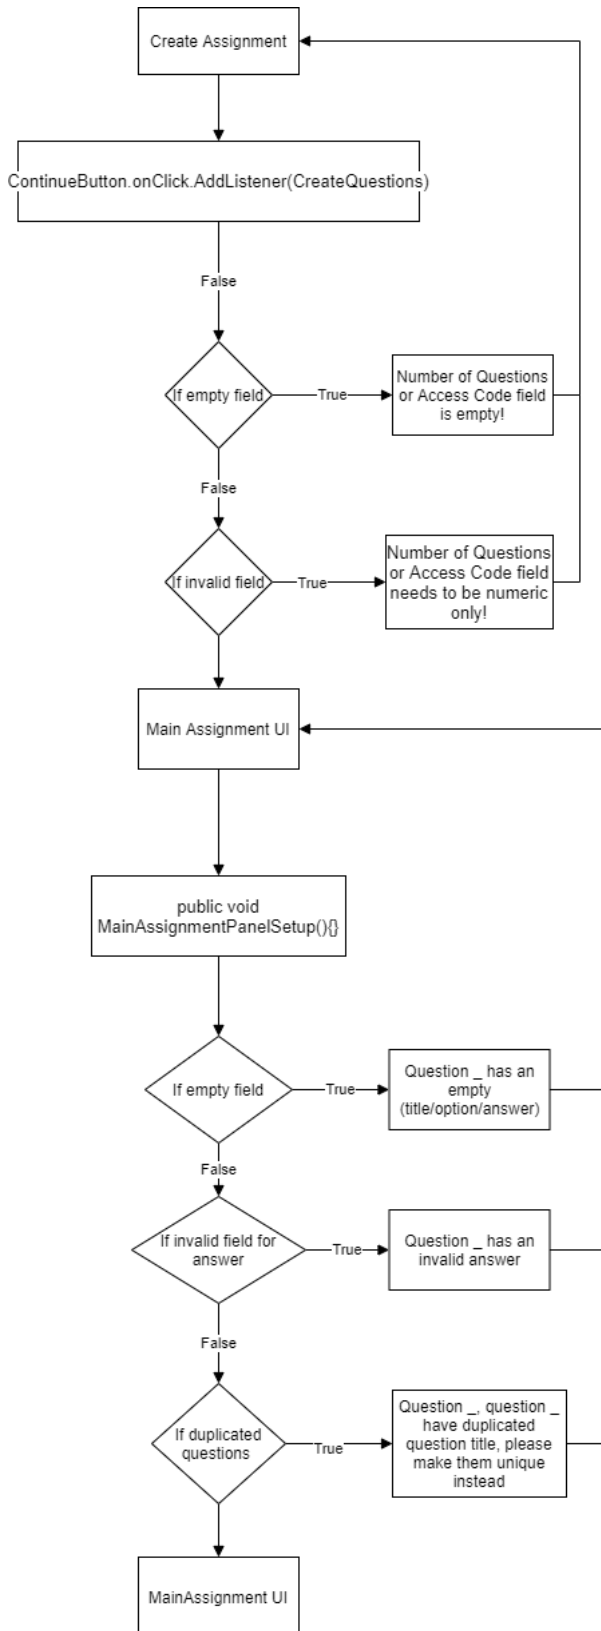 Create Assignment
ContinueButton.onClick.AddListener(CreateQuestions)
False
If empty field
True
Number of Questions
or Access Code field
is empty!
False
If invalid field
True
Number of Questions
or Access Code field
needs to be numeric
only!
Main Assignment UI
public void
MainAssignmentPanelSetup(){}
If empty field
True
Question _ has an
empty
(title/option/answer)
False
If invalid field for
answer
True
Question _ has an
invalid answer
False
If duplicated
questions
True
Question _, question _
have duplicated
question title, please
make them unique
instead
MainAssignment UI